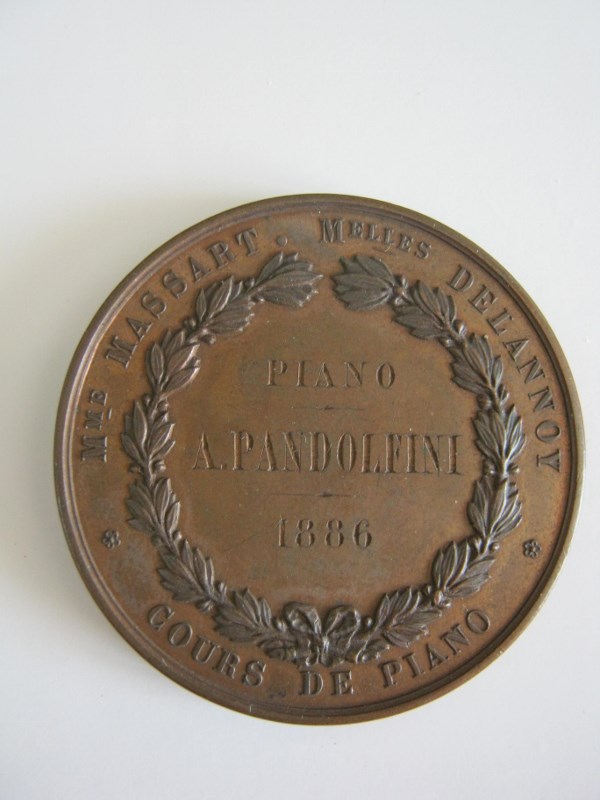 MME MASSART . MELLES DELANNOY
PIANO
A. PANDOLFINI
1886
COURS DE PIANO